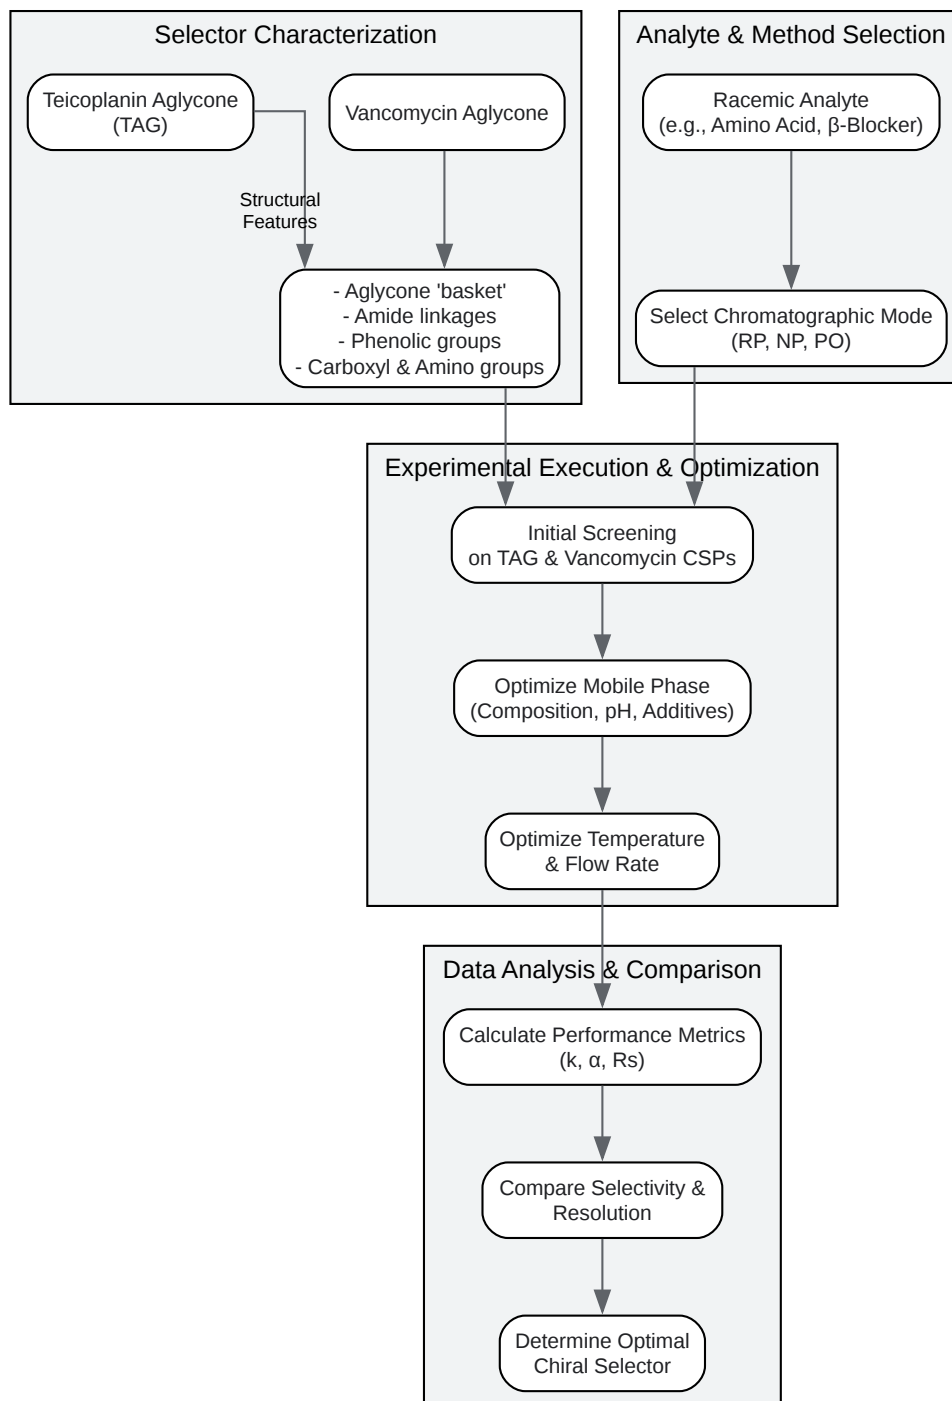 Selector Characterization
Teicoplanin Aglycone
(TAG)
Vancomycin Aglycone
Structural
Features
- Aglycone 'basket'
- Amide linkages
- Phenolic groups
- Carboxyl & Amino groups
Analyte & Method Selection
Racemic Analyte
(e.g., Amino Acid, β-Blocker)
Select Chromatographic Mode
(RP, NP, PO)
Experimental Execution & Optimization
Initial Screening
on TAG & Vancomycin CSPs
Optimize Mobile Phase
(Composition, pH, Additives)
Optimize Temperature
& Flow Rate
Data Analysis & Comparison
Calculate Performance Metrics
(k, α, Rs)
Compare Selectivity &
Resolution
Determine Optimal
Chiral Selector